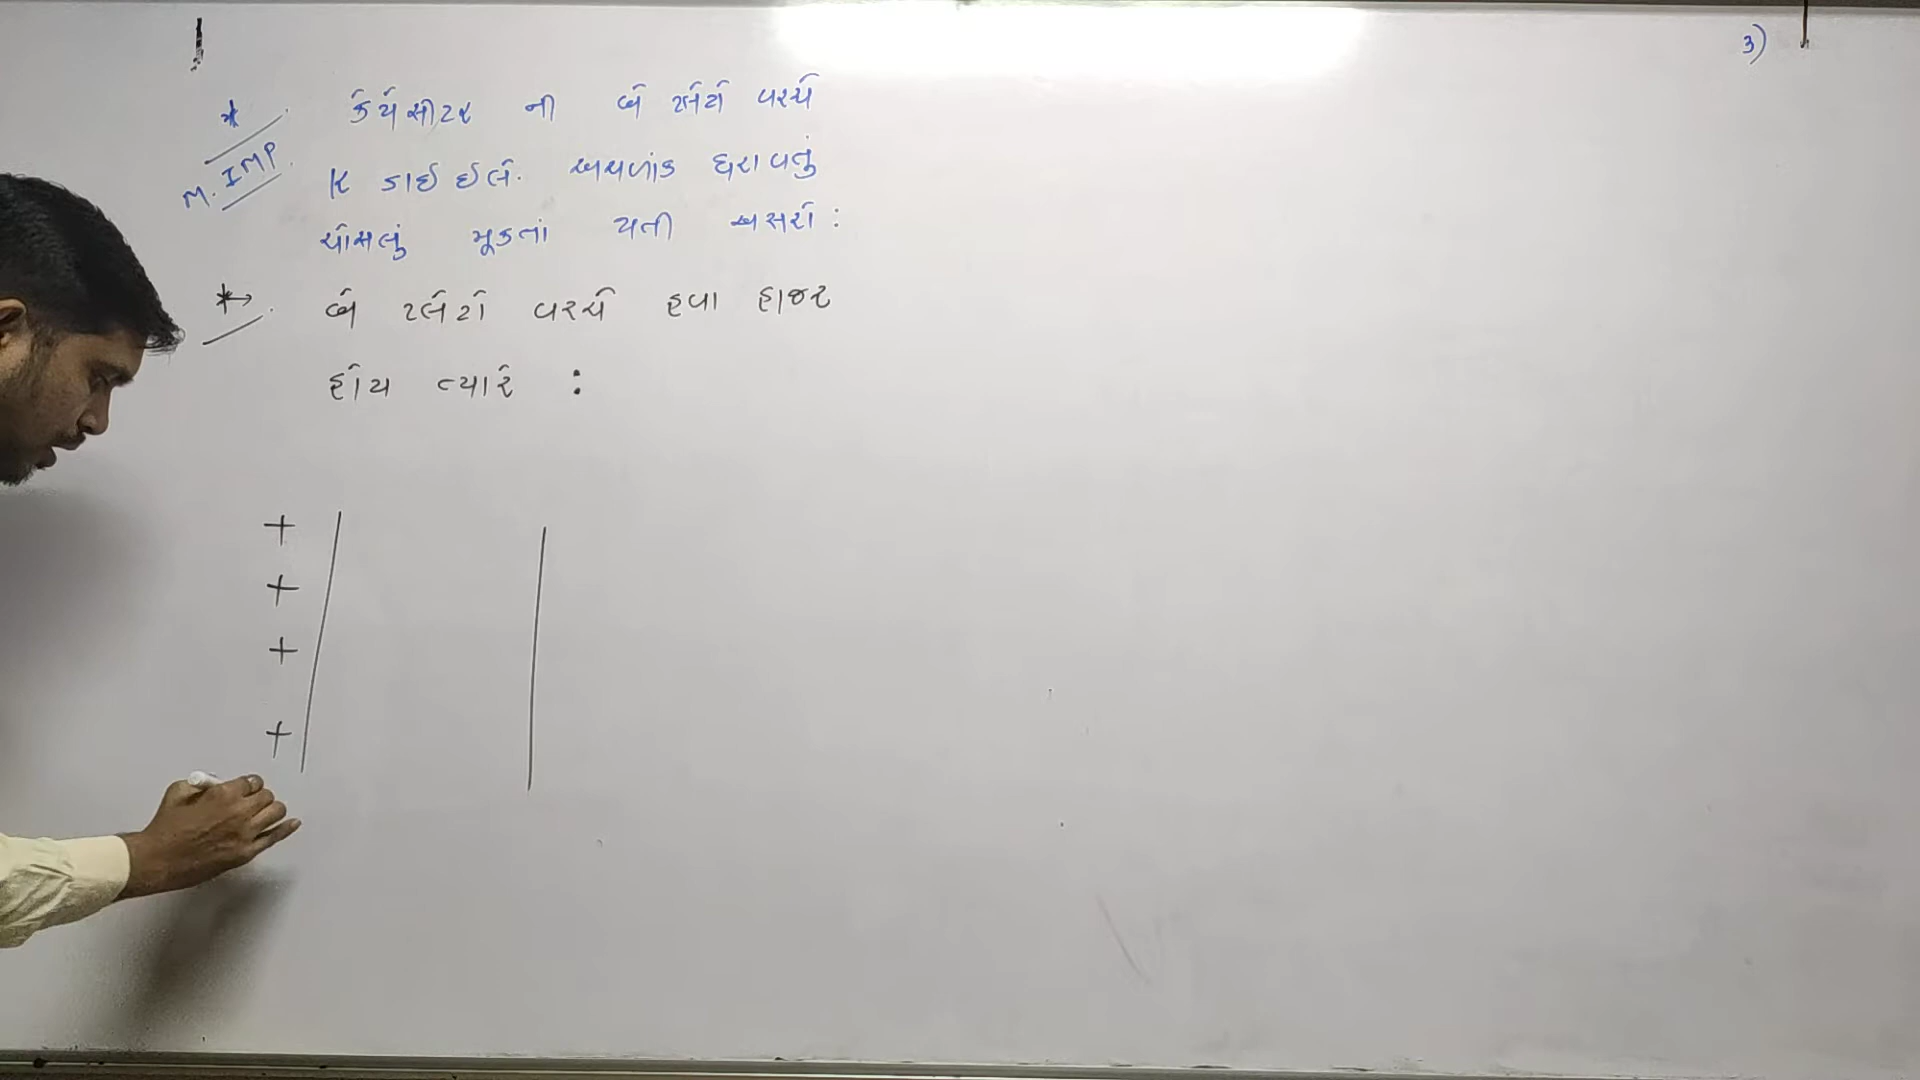 * કેપેસીટર ની બે પ્લેટો વચ્ચે
M. IMP K ડાઈ ઈલે. અચળાંક ધરાવતું
ચોસલું મૂકતાં થતી અસરો :
*→ બે પ્લેટો વચ્ચે હવા હાજર
હોય ત્યારે :
+
+
+
+
3)